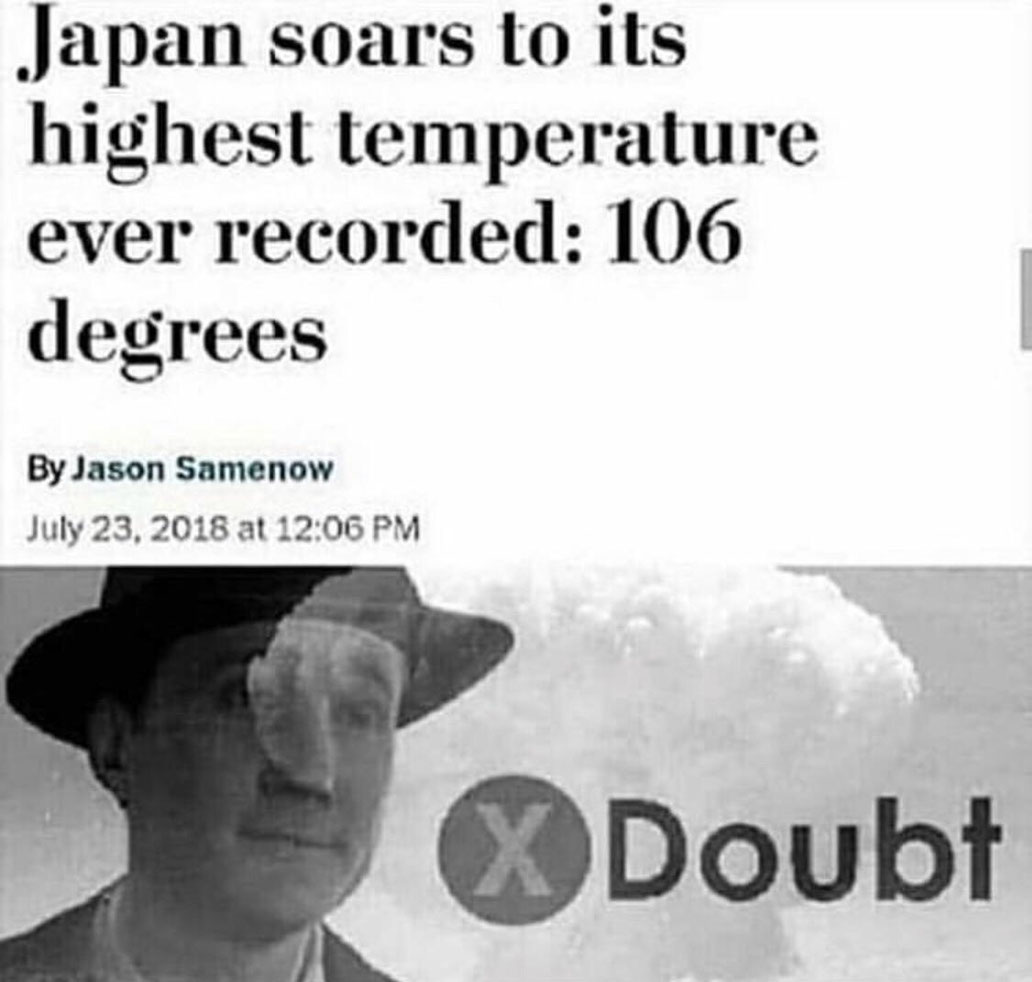 Japan soars to its
highest temperature
ever recorded: 106
degrees
By Jason Samenow
July 23, 2018 at 12:06 PM
X Doubt